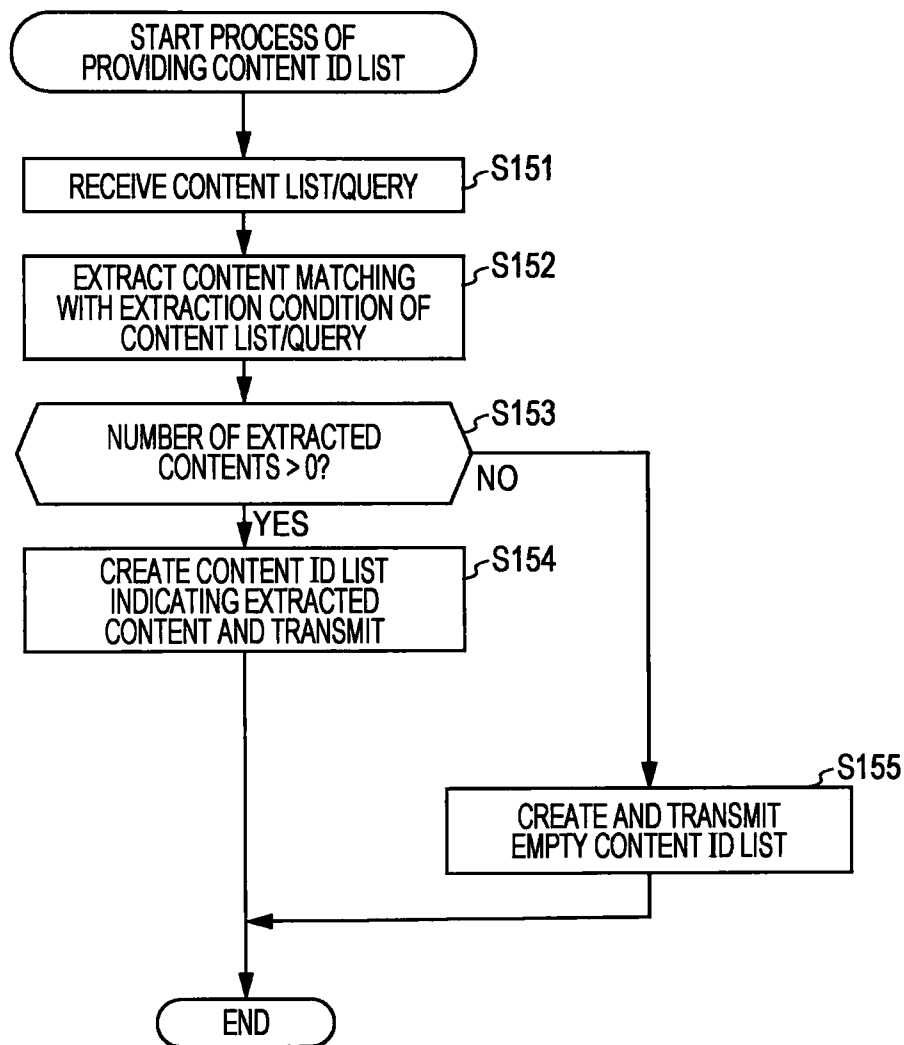 START PROCESS OF
PROVIDING CONTENT ID LIST
S151
RECEIVE CONTENT LIST/QUERY
S152
EXTRACT CONTENT MATCHING
WITH EXTRACTION CONDITION OF
CONTENT LIST/QUERY
S153
NUMBER OF EXTRACTED
CONTENTS > 0?
NO
YES
S154
CREATE CONTENT ID LIST
INDICATING EXTRACTED
CONTENT AND TRANSMIT
S155
CREATE AND TRANSMIT
EMPTY CONTENT ID LIST
END